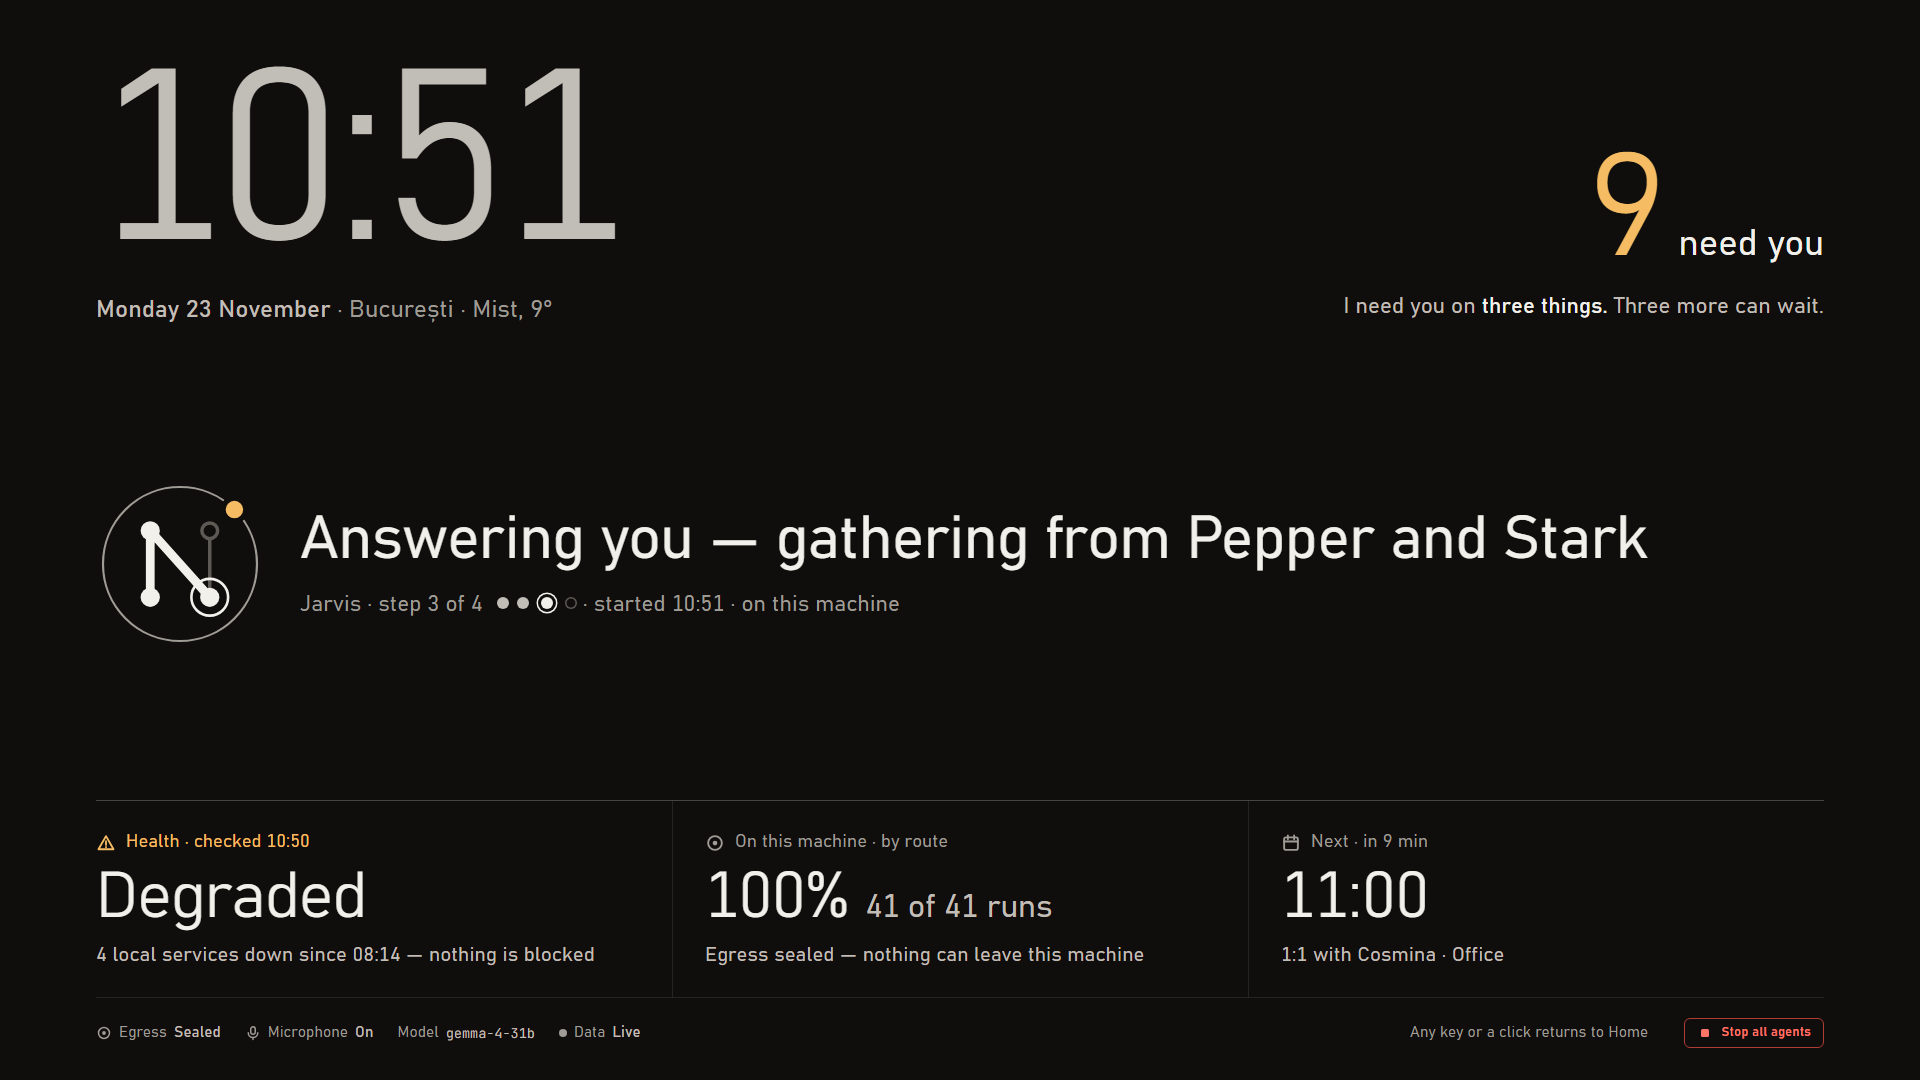 10:51
9 need you
Monday 23 November · București · Mist, 9°
I need you on three things. Three more can wait.
Answering you — gathering from Pepper and Stark
Jarvis · step 3 of 4 · started 10:51 · on this machine
Health · checked 10:50
Degraded
4 local services down since 08:14 — nothing is blocked
On this machine · by route
100% 41 of 41 runs
Egress sealed — nothing can leave this machine
Next · in 9 min
11:00
1:1 with Cosmina · Office
Egress Sealed Microphone On Model gemma-4-31b Data Live
Any key or a click returns to Home
Stop all agents